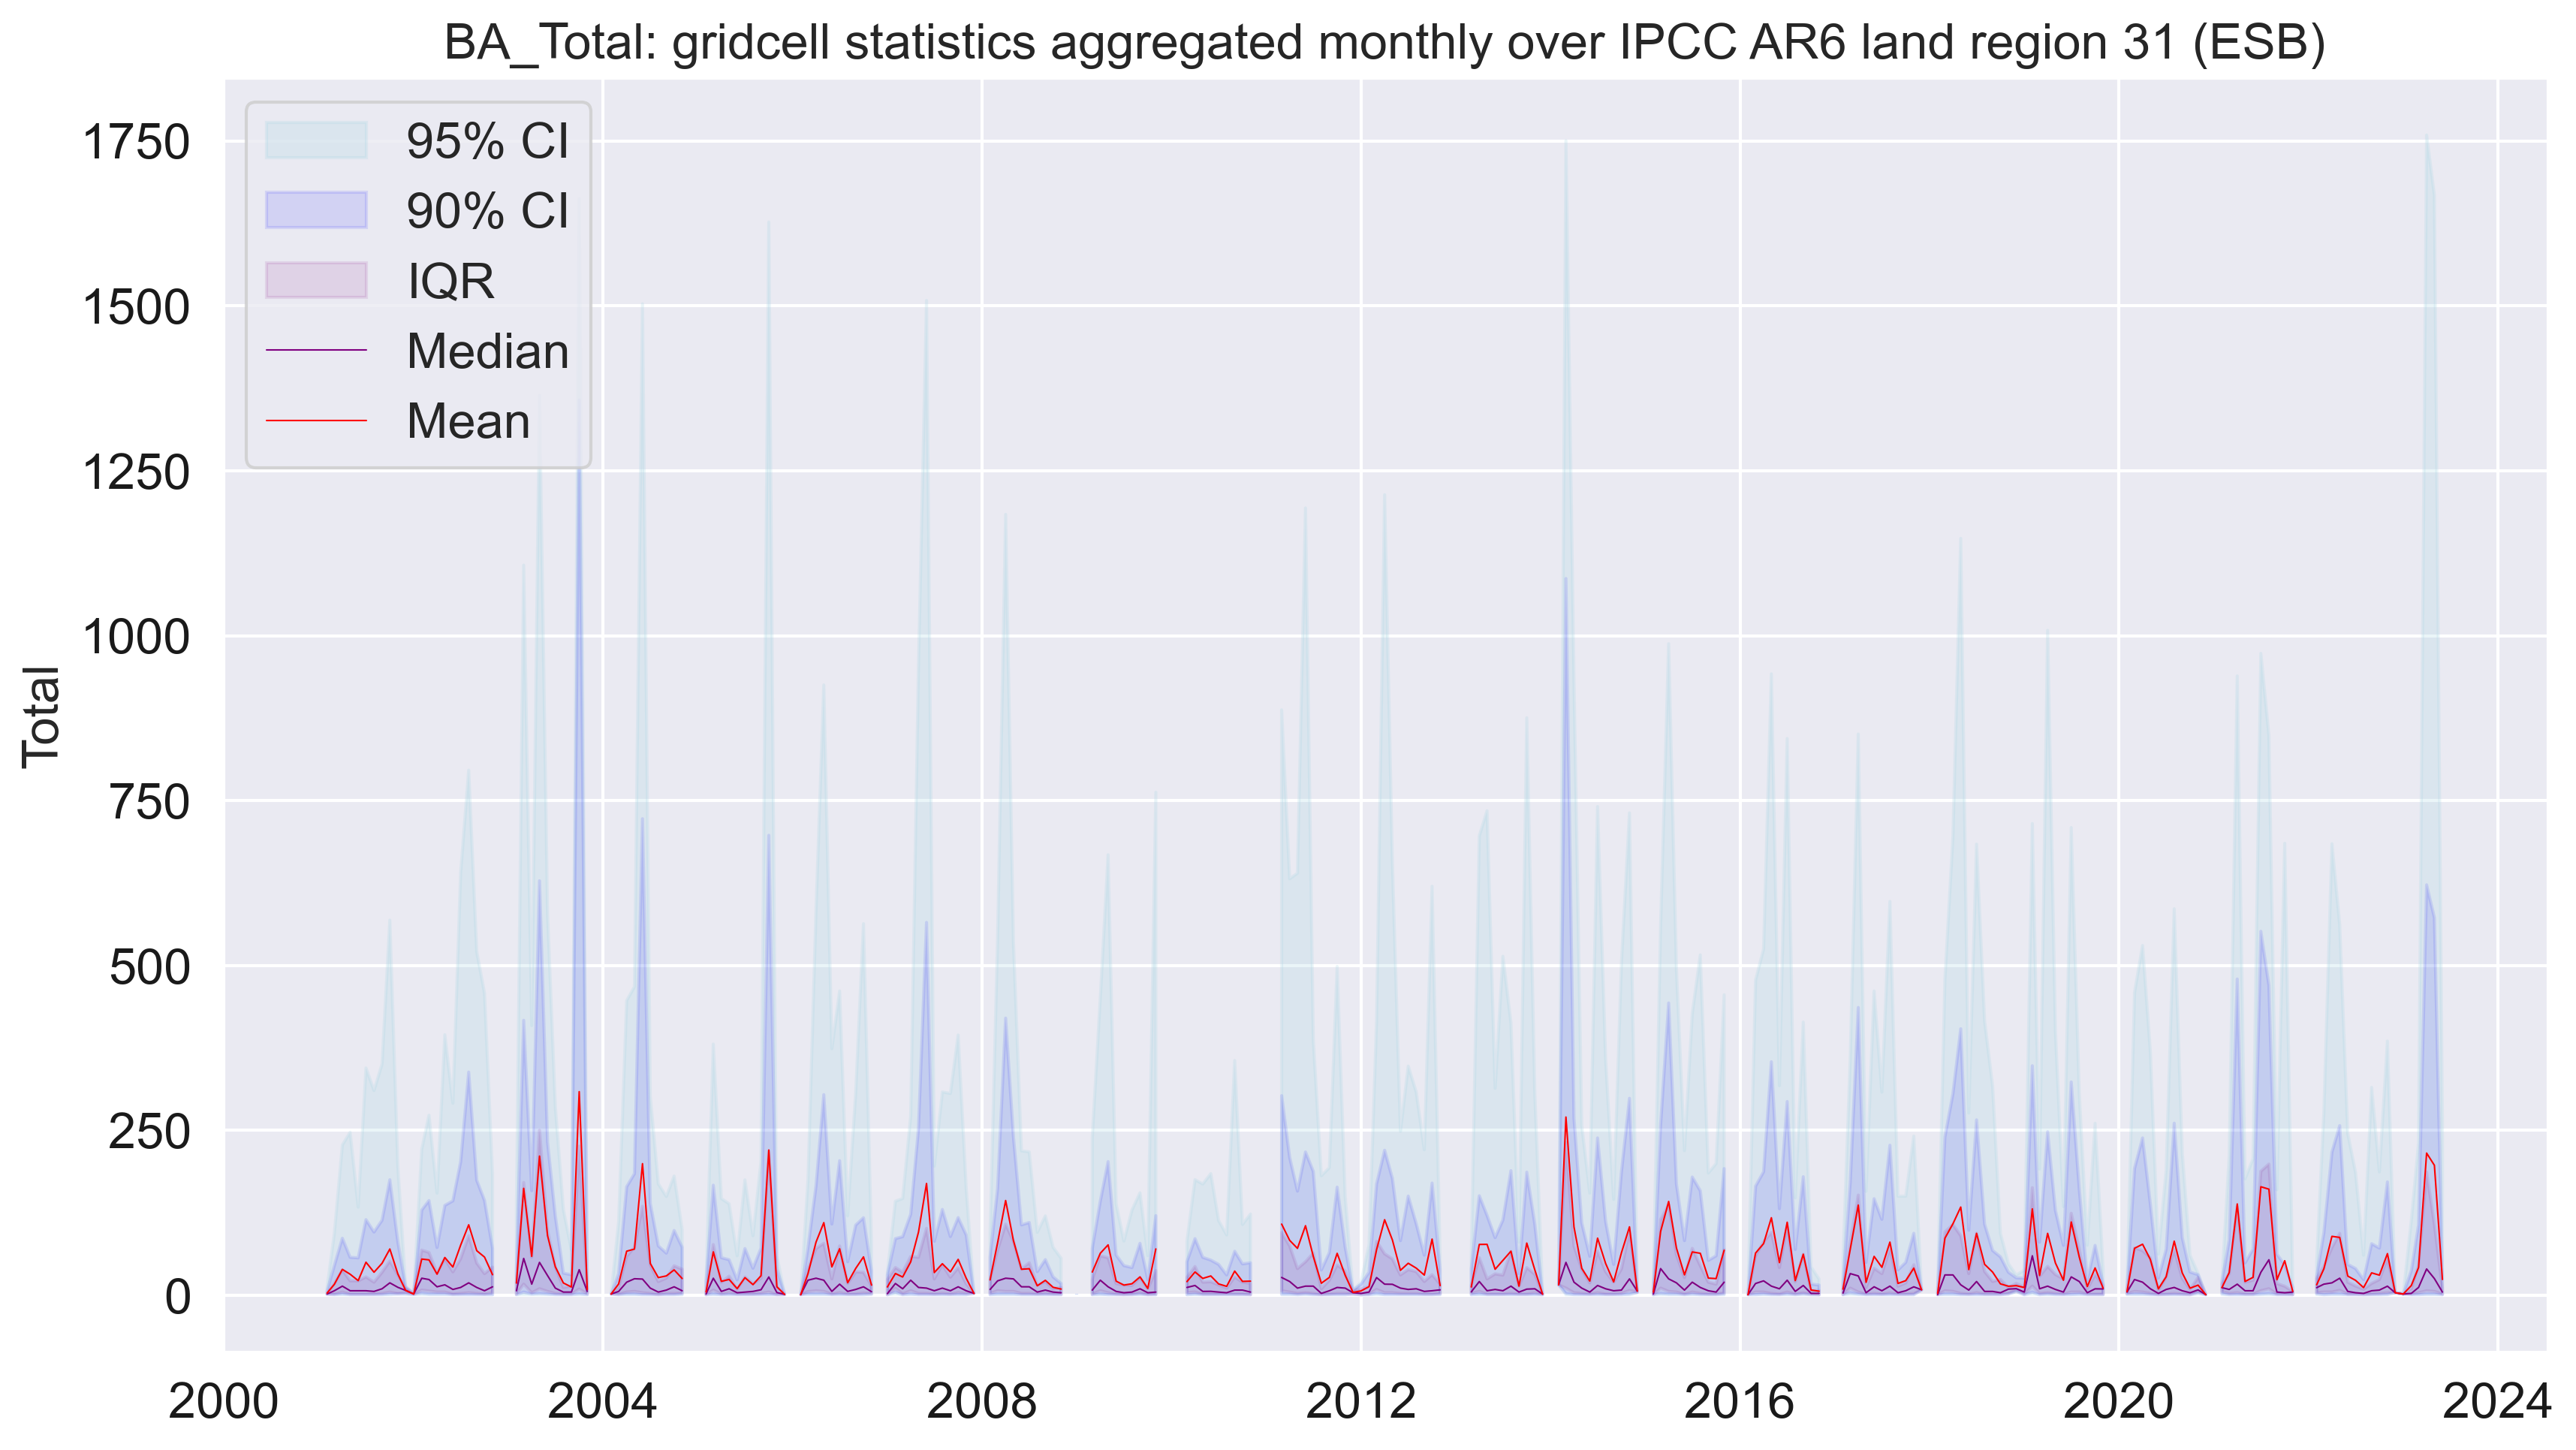 BA_Total: gridcell statistics aggregated monthly over IPCC AR6 land region 31 (ESB)
95% CI
90% CI
IQR
Median
Mean
Total
1750
1500
1250
1000
750
500
250
0
2000 2004 2008 2012 2016 2020 2024